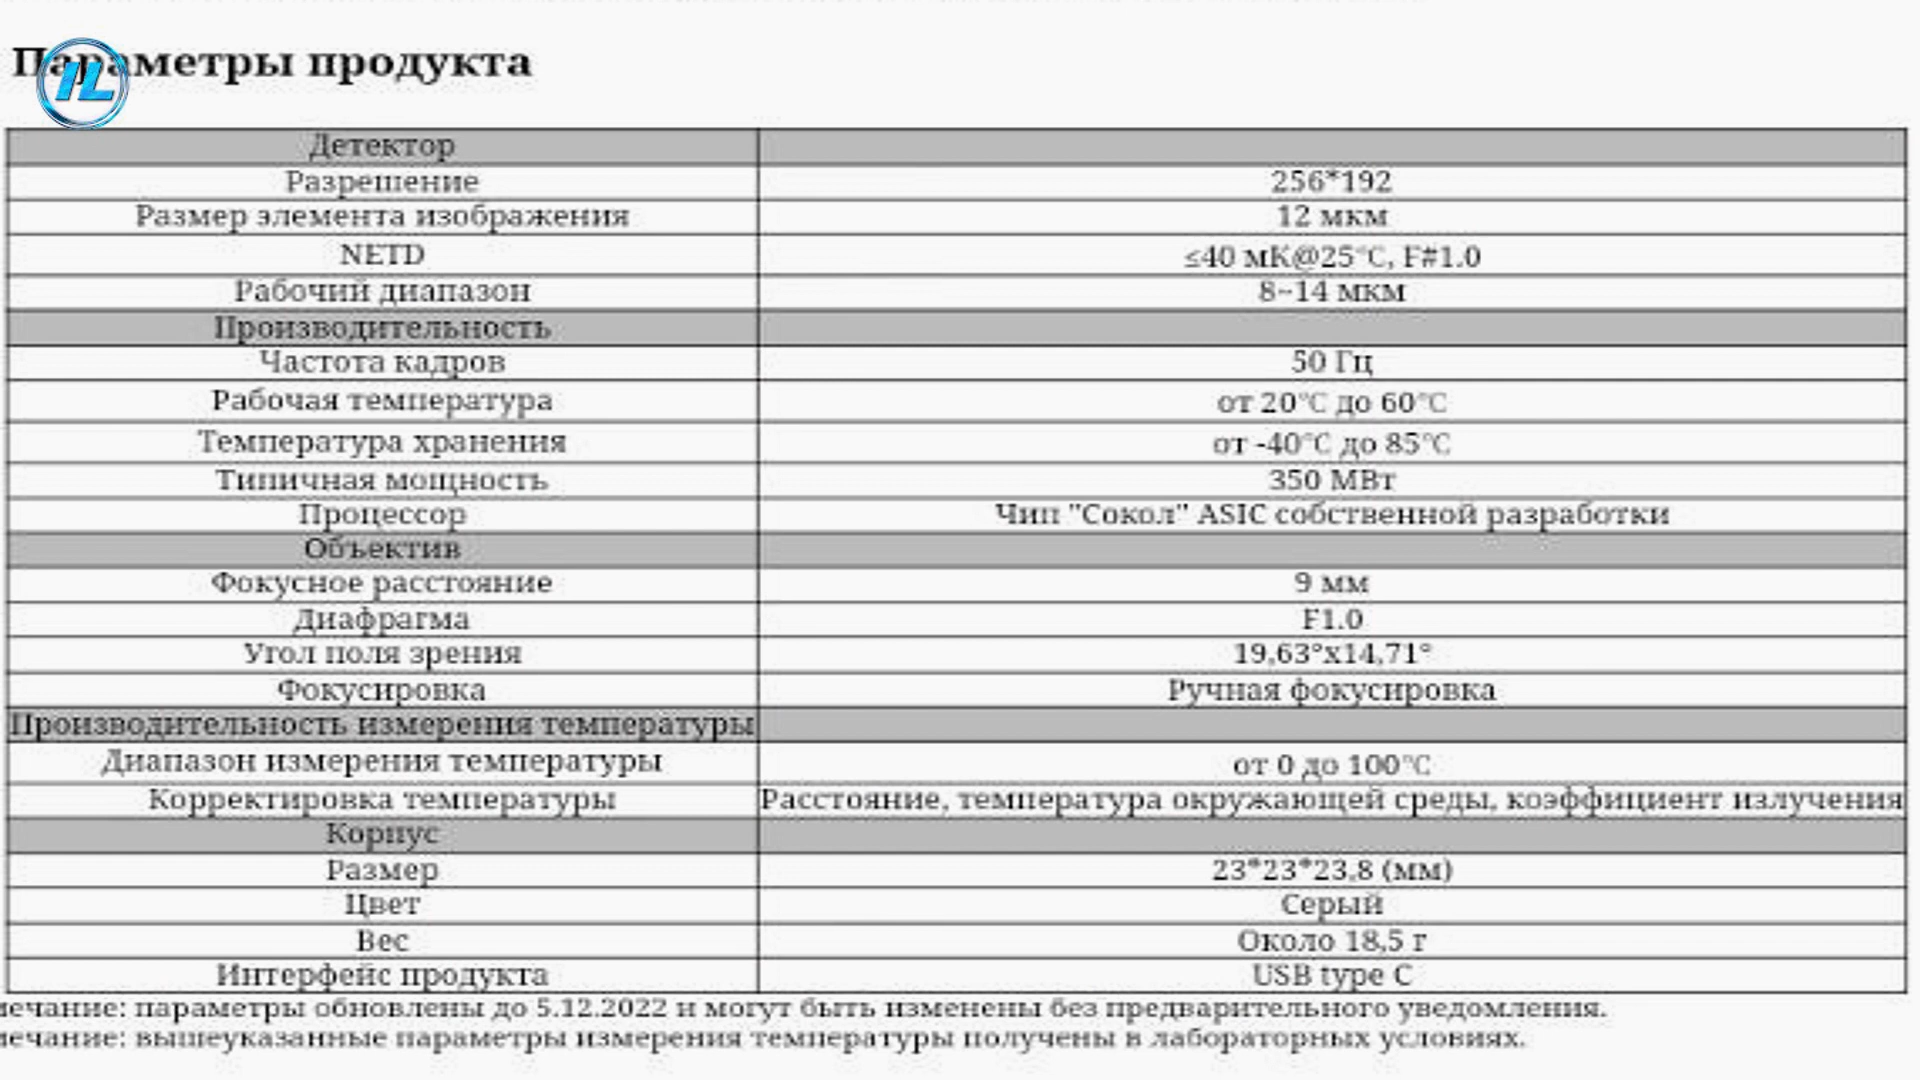 Параметры продукта
IL
Детектор
Разрешение 256*192
Размер элемента изображения 12 мкм
NETD ≤40 мК@25℃, F#1.0
Рабочий диапазон 8~14 мкм
Производительность
Частота кадров 50 Гц
Рабочая температура от 20℃ до 60℃
Температура хранения от -40℃ до 85℃
Типичная мощность 350 МВт
Процессор Чип "Сокол" ASIC собственной разработки
Объектив
Фокусное расстояние 9 мм
Диафрагма F1.0
Угол поля зрения 19,63°x14,71°
Фокусировка Ручная фокусировка
Производительность измерения температуры
Диапазон измерения температуры от 0 до 100℃
Корректировка температуры Расстояние, температура окружающей среды, коэффициент излучения
Корпус
Размер 23*23*23,8 (мм)
Цвет Серый
Вес Около 18,5 г
Интерфейс продукта USB type C
мечание: параметры обновлены до 5.12.2022 и могут быть изменены без предварительного уведомления.
мечание: вышеуказанные параметры измерения температуры получены в лабораторных условиях.